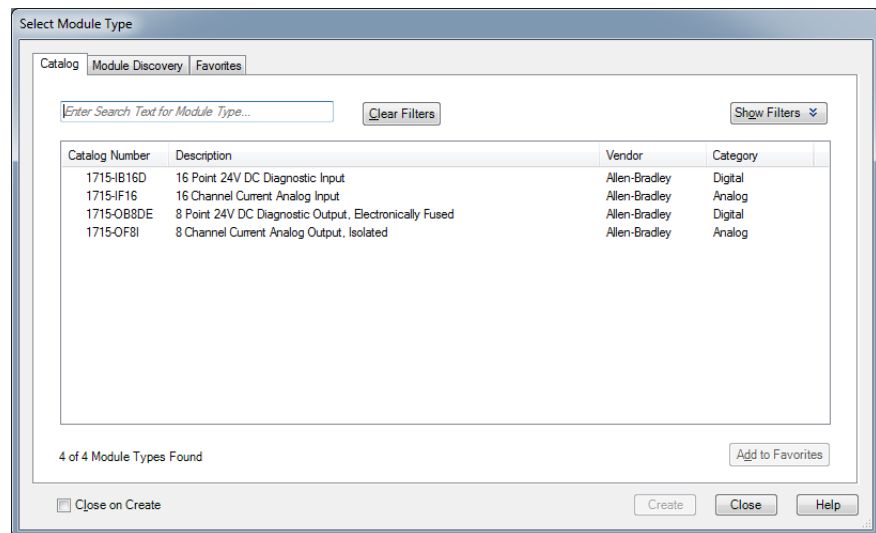 Select Module Type
Catalog Module Discovery Favorites
Enter Search Text for Module Type... Clear Filters Show Filters
Catalog Number Description Vendor Category
1715-IB16D 16 Point 24V DC Diagnostic Input Allen-Bradley Digital
1715-IF16 16 Channel Current Analog Input Allen-Bradley Analog
1715-OB8DE 8 Point 24V DC Diagnostic Output, Electronically Fused Allen-Bradley Digital
1715-OF8I 8 Channel Current Analog Output, Isolated Allen-Bradley Analog
4 of 4 Module Types Found Add to Favorites
Close on Create Create Close Help